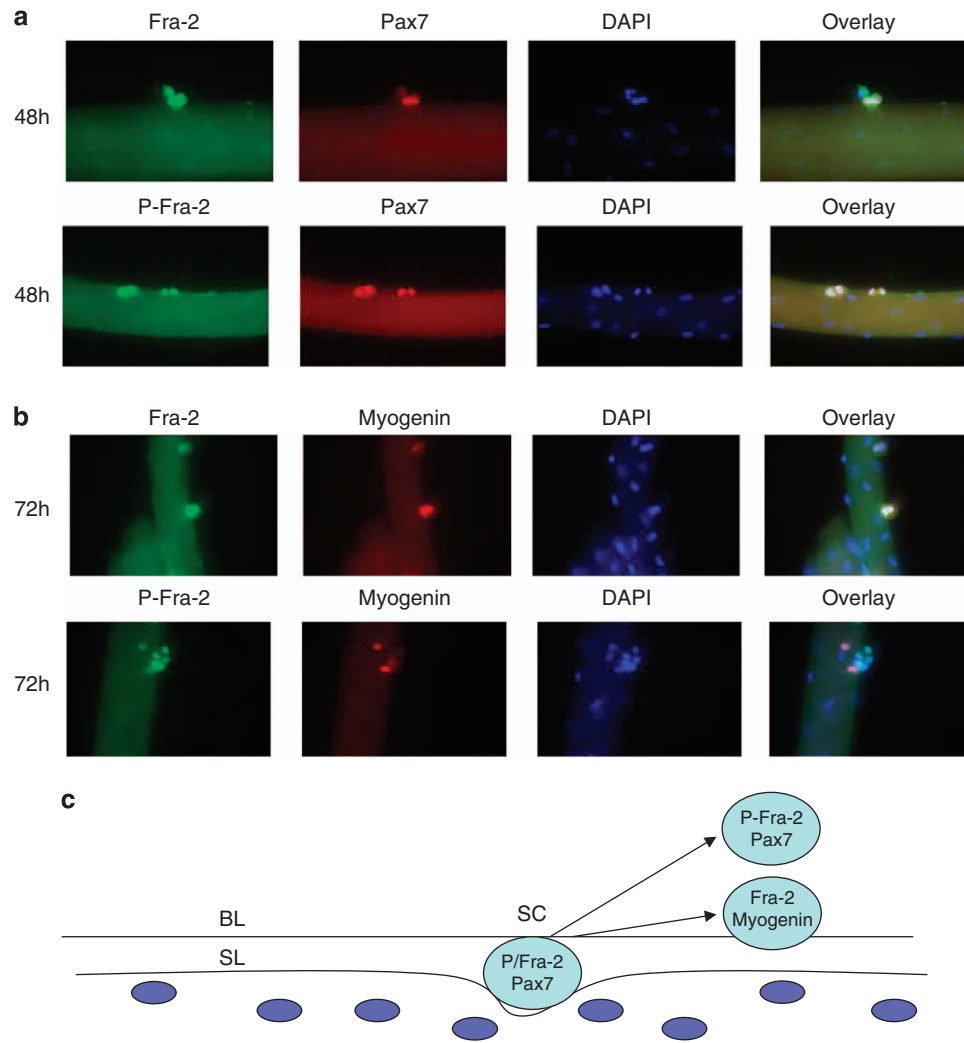 a
Fra-2 Pax7 DAPI Overlay
48h
P-Fra-2 Pax7 DAPI Overlay
48h
b
Fra-2 Myogenin DAPI Overlay
72h
P-Fra-2 Myogenin DAPI Overlay
72h
c
P-Fra-2
Pax7
BL SC Fra-2
Myogenin
SL P/Fra-2
Pax7